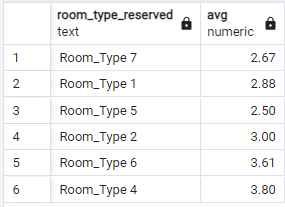 room_type_reserved avg
text numeric
1 Room_Type 7 2.67
2 Room_Type 1 2.88
3 Room_Type 5 2.50
4 Room_Type 2 3.00
5 Room_Type 6 3.61
6 Room_Type 4 3.80